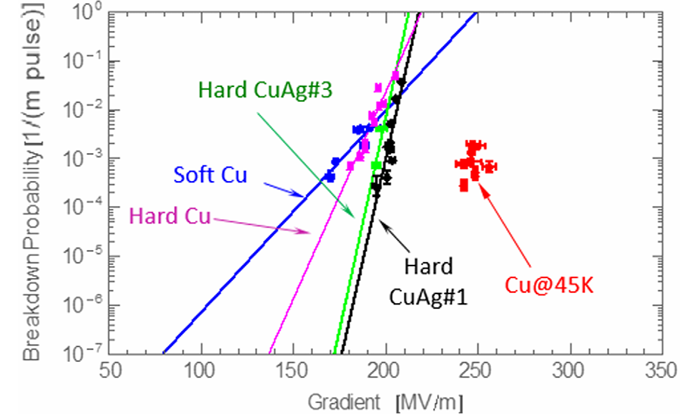 Breakdown Probability [1/(m pulse)]
10⁰
10⁻¹
10⁻²
10⁻³
10⁻⁴
10⁻⁵
10⁻⁶
10⁻⁷
Hard CuAg#3
Soft Cu
Hard Cu
Hard
CuAg#1
Cu@45K
50 100 150 200 250 300 350
Gradient [MV/m]